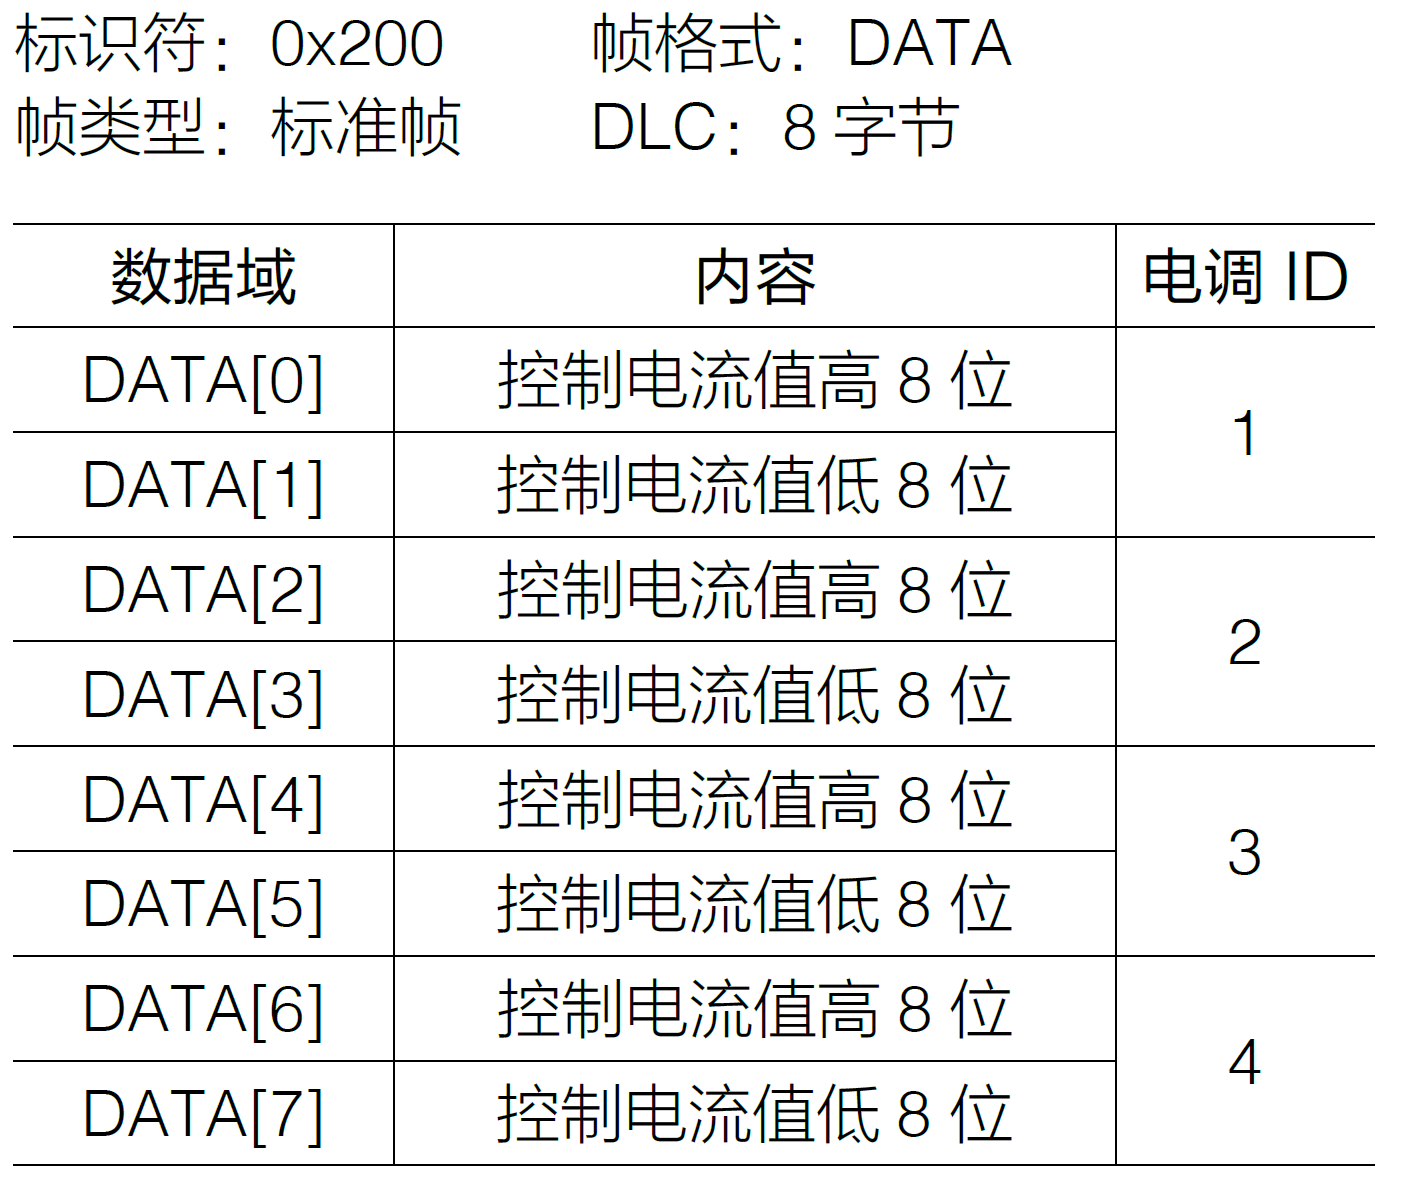 标识符：0x200 帧格式：DATA
帧类型：标准帧 DLC：8 字节
数据域 内容 电调 ID
DATA[0] 控制电流值高 8 位
1
DATA[1] 控制电流值低 8 位
DATA[2] 控制电流值高 8 位
2
DATA[3] 控制电流值低 8 位
DATA[4] 控制电流值高 8 位
3
DATA[5] 控制电流值低 8 位
DATA[6] 控制电流值高 8 位
4
DATA[7] 控制电流值低 8 位